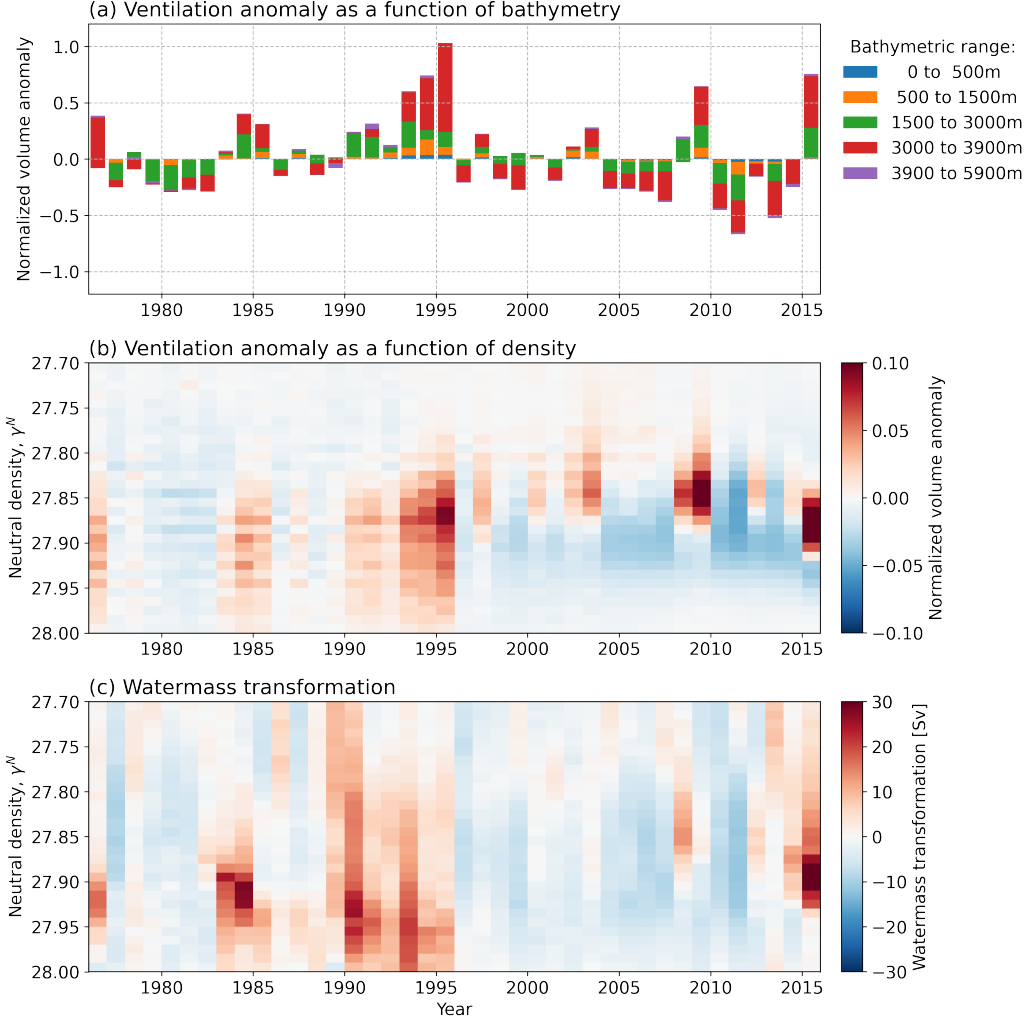 (a) Ventilation anomaly as a function of bathymetry
Normalized volume anomaly
1.0
0.5
0.0
−0.5
−1.0
1980 1985 1990 1995 2000 2005 2010 2015
Bathymetric range:
0 to 500m
500 to 1500m
1500 to 3000m
3000 to 3900m
3900 to 5900m
(b) Ventilation anomaly as a function of density
Neutral density, γᴺ
27.70
27.75
27.80
27.85
27.90
27.95
28.00
1980 1985 1990 1995 2000 2005 2010 2015
0.10
0.05
0.00
−0.05
−0.10
Normalized volume anomaly
(c) Watermass transformation
Neutral density, γᴺ
27.70
27.75
27.80
27.85
27.90
27.95
28.00
1980 1985 1990 1995 2000 2005 2010 2015
Year
30
20
10
0
−10
−20
−30
Watermass transformation [Sv]